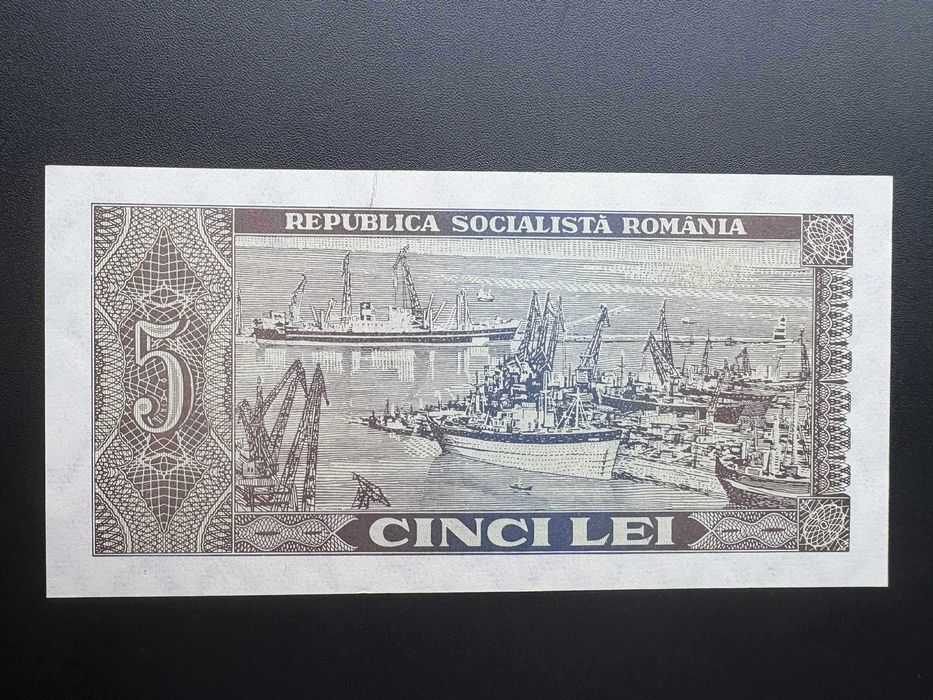 REPUBLICA SOCIALISTĂ ROMÂNIA
5
CINCI LEI